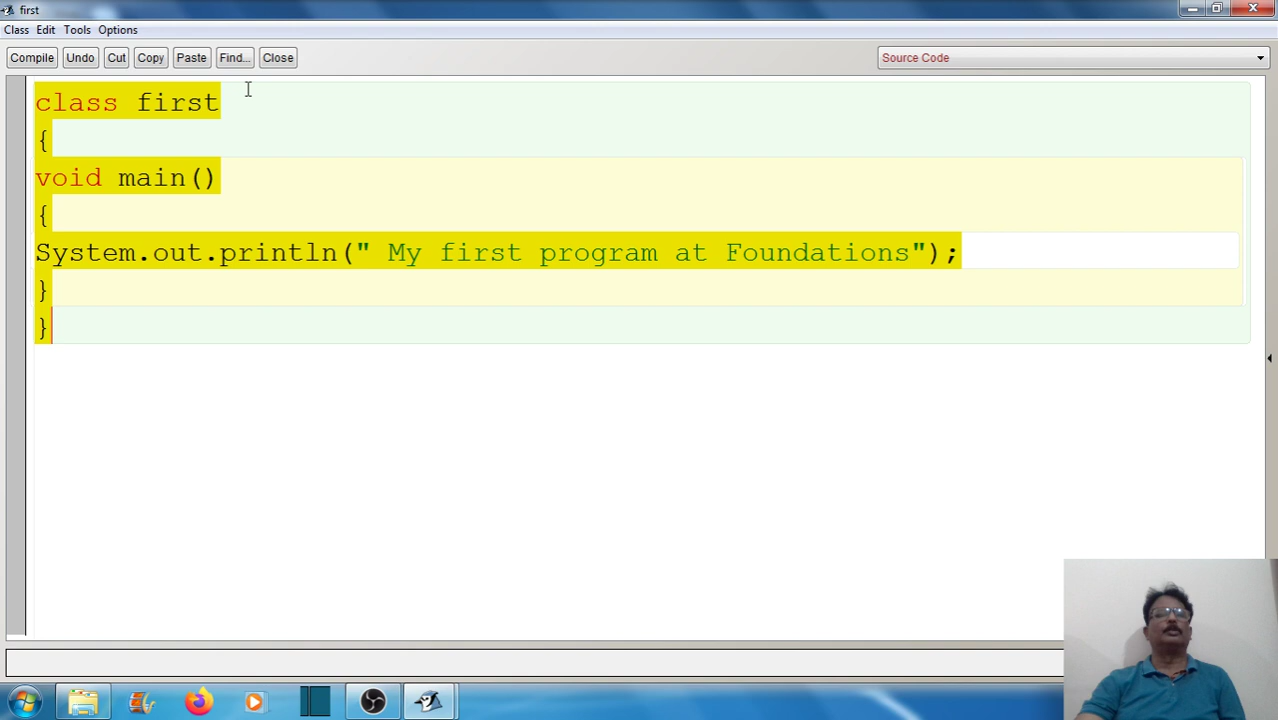 first
Class Edit Tools Options
Compile Undo Cut Copy Paste Find... Close Source Code
class first
{
void main()
{
System.out.println(" My first program at Foundations");
}
}